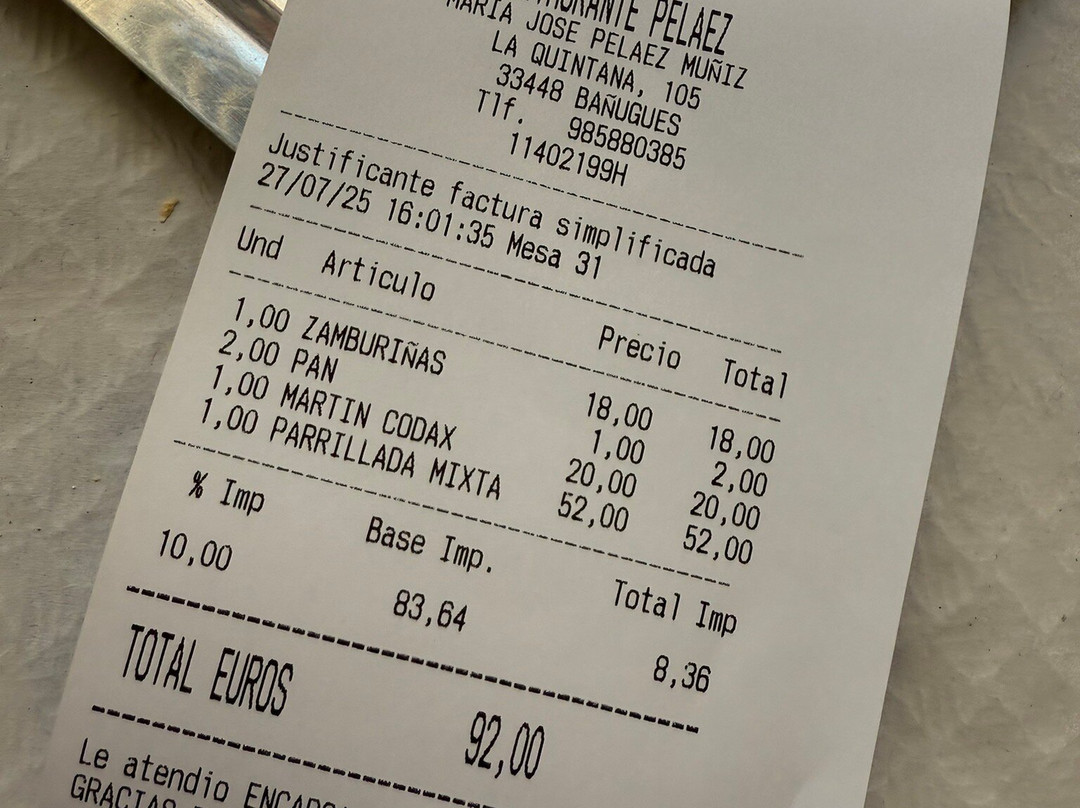 RESTAURANTE PELAEZ
MARIA JOSE PELAEZ MUÑIZ
LA QUINTANA, 105
33448 BAÑUGUES
Tlf. 985880385
11402199H
Justificante factura simplificada
27/07/25 16:01:35 Mesa 31
Und Articulo Precio Total
1,00 ZAMBURIÑAS 18,00 18,00
2,00 PAN 1,00 2,00
1,00 MARTIN CODAX 20,00 20,00
1,00 PARRILLADA MIXTA 52,00 52,00
% Imp Base Imp. Total Imp
10,00 83,64 8,36
TOTAL EUROS 92,00
Le atendio
GRACIAS